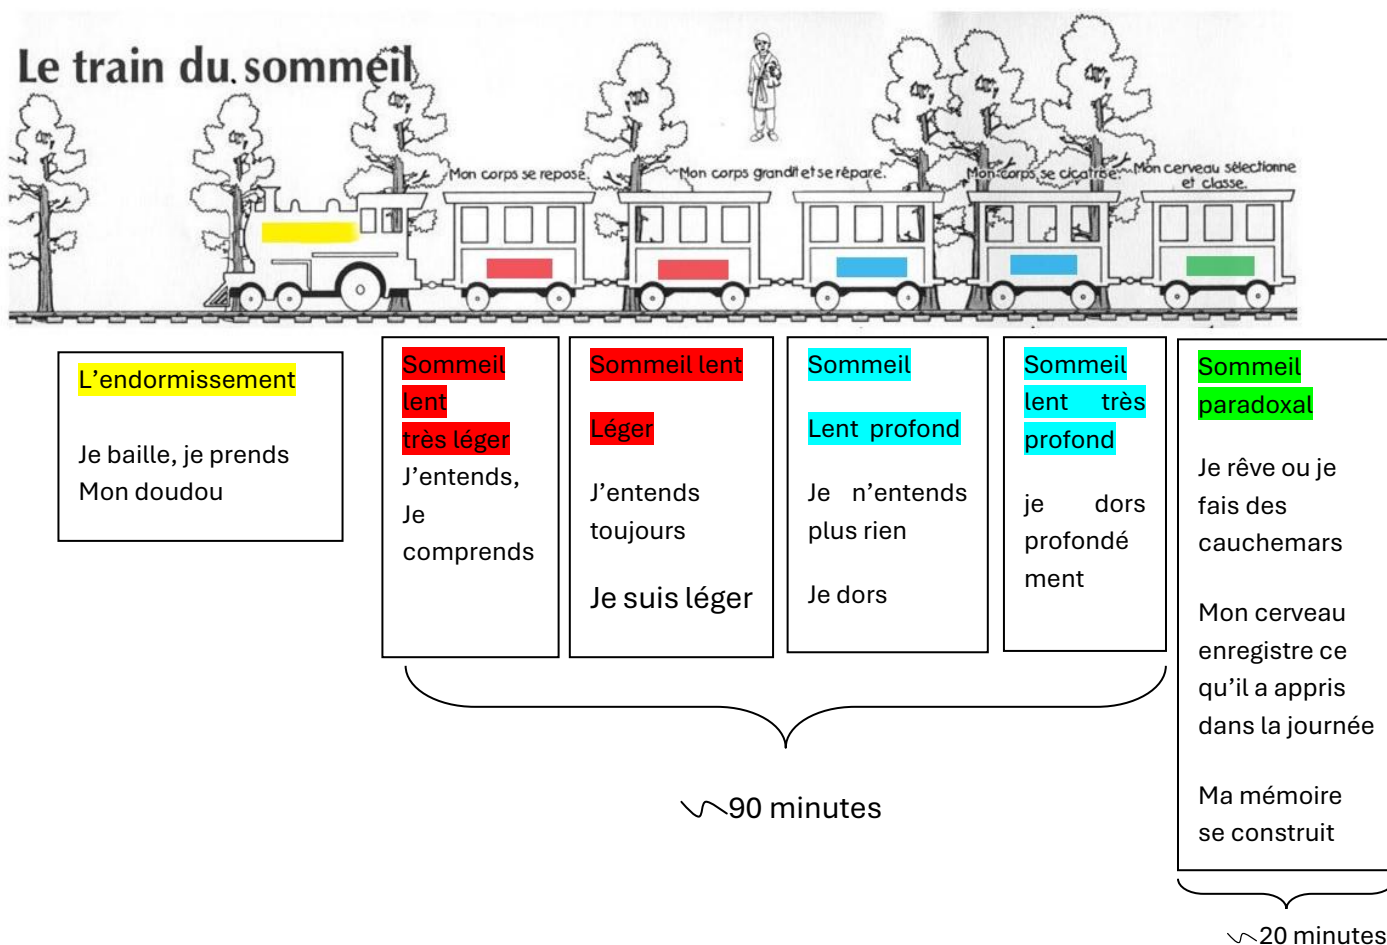 Le train du sommeil
Mon corps se repose.
Mon corps grandit et se répare.
Mon corps se cicatrise.
Mon cerveau sélectionne
et classe.
L’endormissement
Je baille, je prends
Mon doudou
Sommeil
lent
très léger
J’entends,
Je
comprends
Sommeil lent
Léger
J’entends
toujours
Je suis léger
Sommeil
Lent profond
Je n’entends
plus rien
Je dors
Sommeil
lent très
profond
je dors
profondé
ment
Sommeil
paradoxal
Je rêve ou je
fais des
cauchemars
Mon cerveau
enregistre ce
qu’il a appris
dans la journée
Ma mémoire
se construit
90 minutes
20 minutes